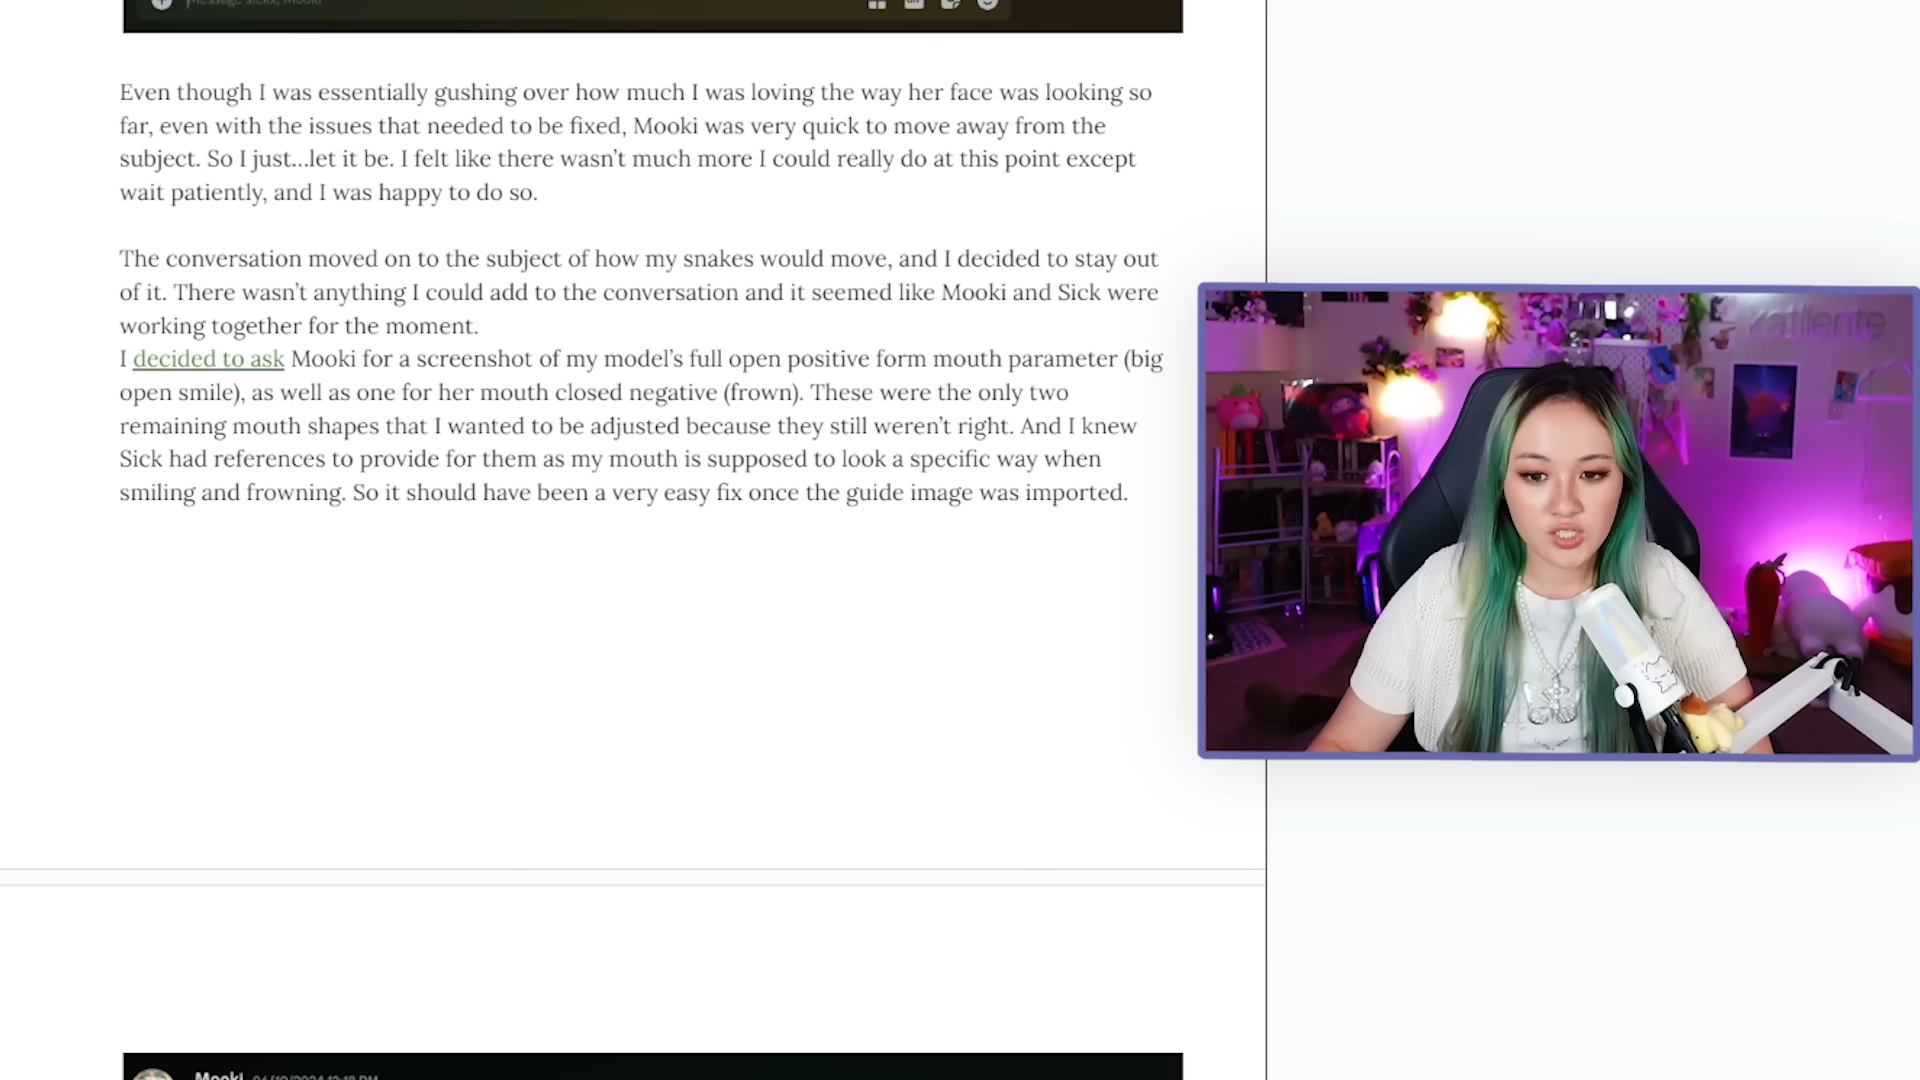 Even though I was essentially gushing over how much I was loving the way her face was looking so
far, even with the issues that needed to be fixed, Mooki was very quick to move away from the
subject. So I just...let it be. I felt like there wasn’t much more I could really do at this point except
wait patiently, and I was happy to do so.
The conversation moved on to the subject of how my snakes would move, and I decided to stay out
of it. There wasn’t anything I could add to the conversation and it seemed like Mooki and Sick were
working together for the moment.
I decided to ask Mooki for a screenshot of my model’s full open positive form mouth parameter (big
open smile), as well as one for her mouth closed negative (frown). These were the only two
remaining mouth shapes that I wanted to be adjusted because they still weren’t right. And I knew
Sick had references to provide for them as my mouth is supposed to look a specific way when
smiling and frowning. So it should have been a very easy fix once the guide image was imported.
Mooki